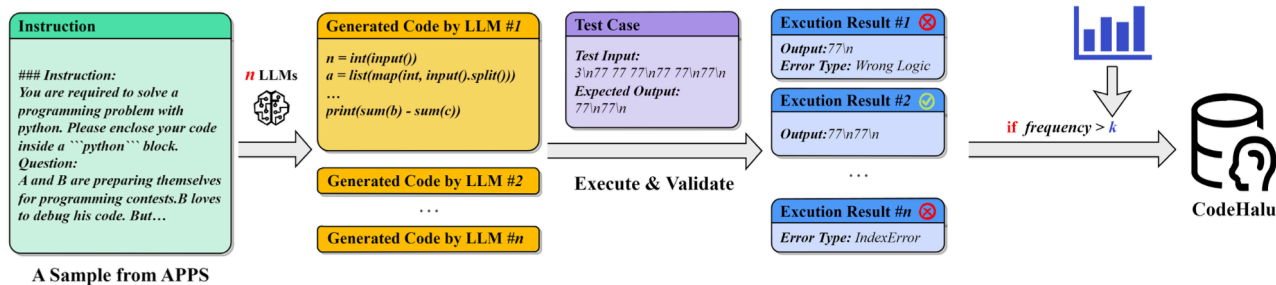 Instruction
### Instruction:
You are required to solve a
programming problem with
python. Please enclose your code
inside a ```python``` block.
Question:
A and B are preparing themselves
for programming contests.B loves
to debug his code. But…
A Sample from APPS
n LLMs
Generated Code by LLM #1
n = int(input())
a = list(map(int, input().split()))
…
print(sum(b) - sum(c))
Generated Code by LLM #2
…
Generated Code by LLM #n
Test Case
Test Input:
3\n77 77 77\n77 77\n77\n
Expected Output:
77\n77\n
Execute & Validate
Excution Result #1
Output:77\n
Error Type: Wrong Logic
Excution Result #2
Output:77\n77\n
…
Excution Result #n
Error Type: IndexError
if frequency > k
CodeHalu